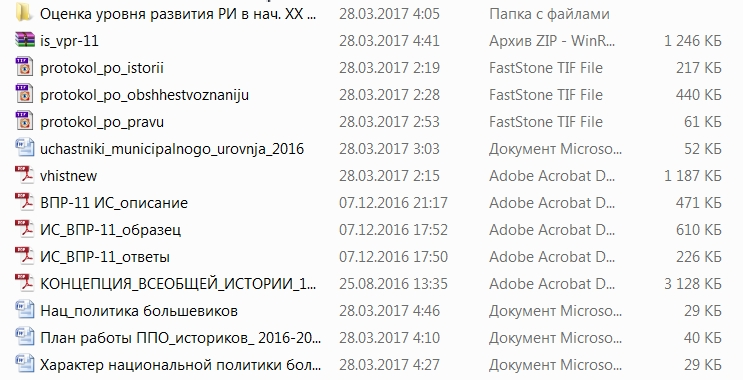 Оценка уровня развития РИ в нач. XX ... 28.03.2017 4:05 Папка с файлами
is_vpr-11 28.03.2017 4:41 Архив ZIP - WinR... 1 246 КБ
protokol_po_istorii 28.03.2017 2:19 FastStone TIF File 217 КБ
protokol_po_obshhestvoznaniju 28.03.2017 2:28 FastStone TIF File 440 КБ
protokol_po_pravu 28.03.2017 2:53 FastStone TIF File 61 КБ
uchastniki_municipalnogo_urovnja_2016 28.03.2017 3:03 Документ Microso... 52 КБ
vhistnew 28.03.2017 2:15 Adobe Acrobat D... 1 187 КБ
ВПР-11 ИС_описание 07.12.2016 21:17 Adobe Acrobat D... 471 КБ
ИС_ВПР-11_образец 07.12.2016 17:52 Adobe Acrobat D... 610 КБ
ИС_ВПР-11_ответы 07.12.2016 17:50 Adobe Acrobat D... 226 КБ
КОНЦЕПЦИЯ_ВСЕОБЩЕЙ_ИСТОРИИ_1... 25.08.2016 13:35 Adobe Acrobat D... 3 128 КБ
Нац_политика большевиков 28.03.2017 4:46 Документ Microso... 29 КБ
План работы ППО_историков_ 2016-20... 28.03.2017 4:10 Документ Microso... 40 КБ
Характер национальной политики бол... 28.03.2017 4:27 Документ Microso... 29 КБ